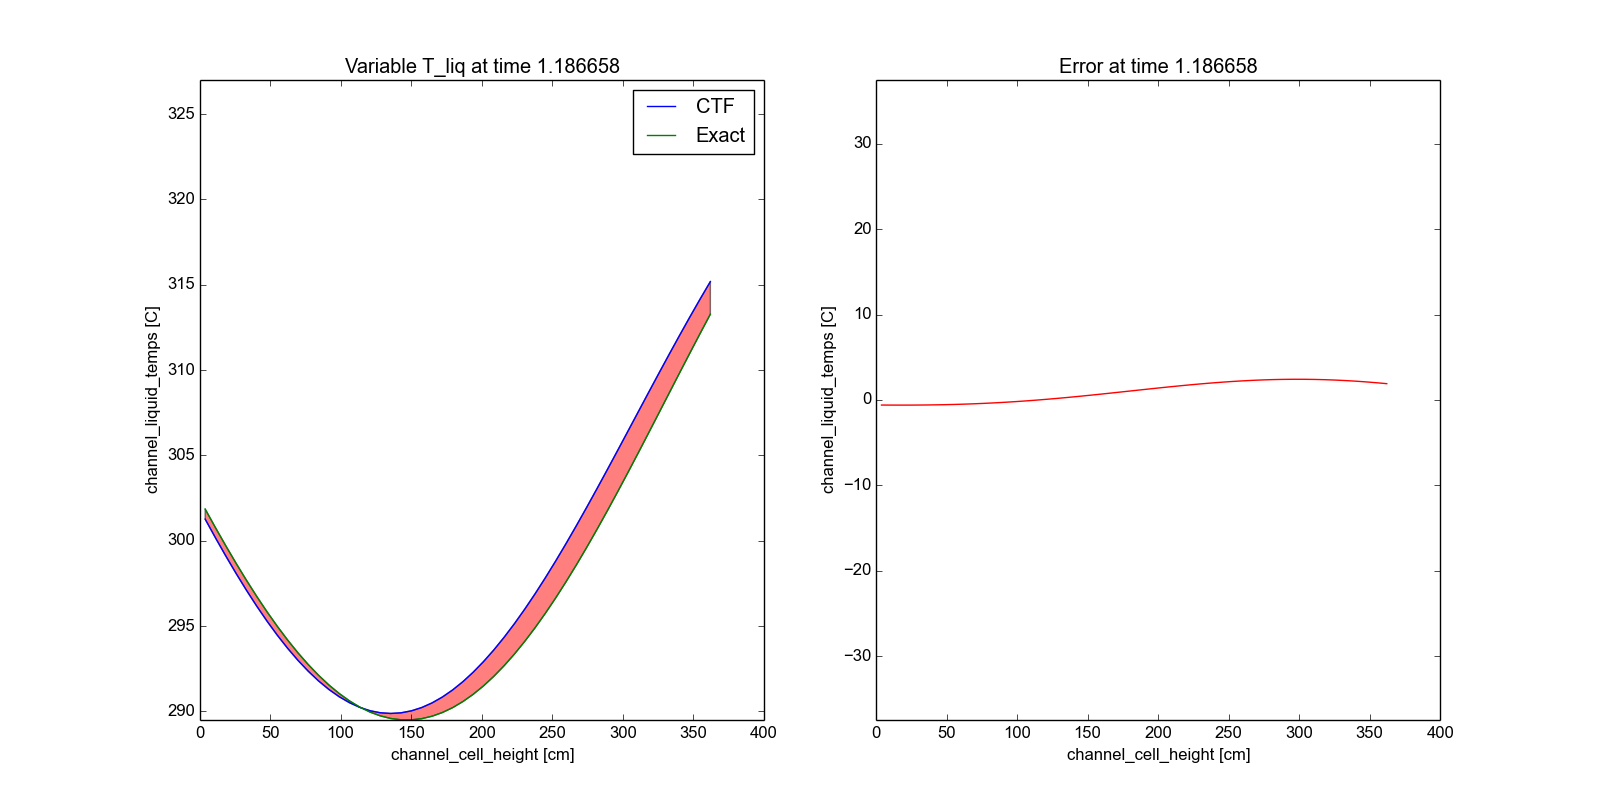 Variable T_liq at time 1.186658
CTF
Exact
325
320
315
310
305
300
295
290
channel_liquid_temps [C]
0 50 100 150 200 250 300 350 400
channel_cell_height [cm]
Error at time 1.186658
30
20
10
0
−10
−20
−30
channel_liquid_temps [C]
0 50 100 150 200 250 300 350 400
channel_cell_height [cm]